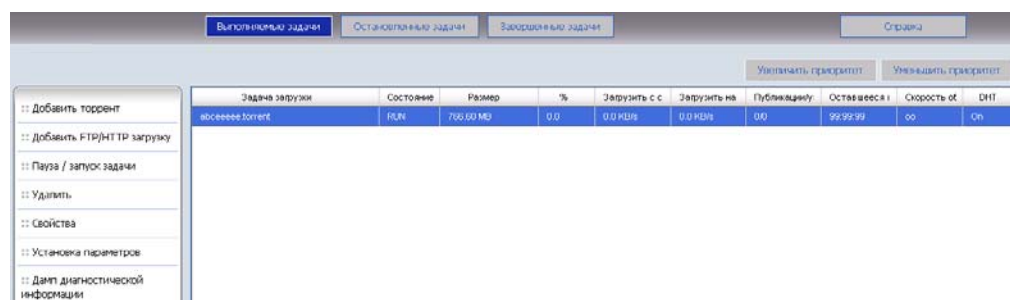 Выполняемые задачи
Остановленные задачи
Завершенные задачи
Справка
Увеличить приоритет
Уменьшить приоритет
:: Добавить торрент
:: Добавить FTP/HTTP загрузку
:: Пауза / запуск задачи
:: Удалить
:: Свойства
:: Установка параметров
:: Дамп диагностической
информации
Задача загрузки Состояние Размер % Загрузить с с Загрузить на Публикации/у Оставшееся Скорость об DHT
abceeeee.torrent RUN 766.60 MB 0.0 0.0 KB/s 0.0 KB/s 0/0 99:99:99 oo On